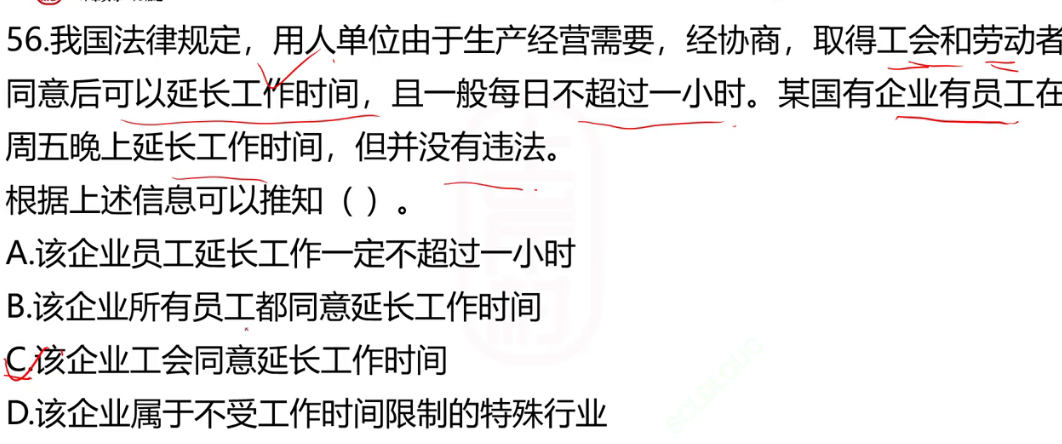 56.我国法律规定，用人单位由于生产经营需要，经协商，取得工会和劳动者
同意后可以延长工作时间，且一般每日不超过一小时。某国有企业有员工在
周五晚上延长工作时间，但并没有违法。
根据上述信息可以推知（ ）。
A.该企业员工延长工作一定不超过一小时
B.该企业所有员工都同意延长工作时间
C.该企业工会同意延长工作时间
D.该企业属于不受工作时间限制的特殊行业